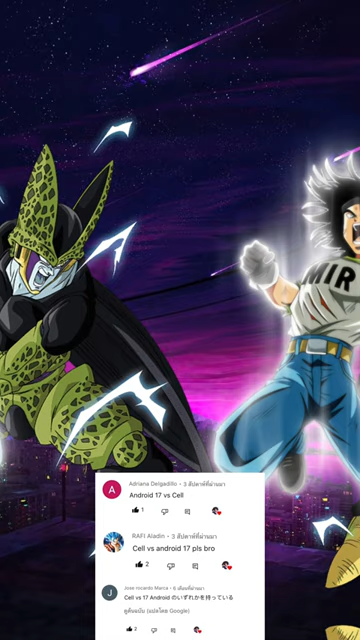 MIR
A
Adriana Delgadillo • 3 สัปดาห์ที่ผ่านมา
Android 17 vs Cell
1
RAFI Aladin • 3 สัปดาห์ที่ผ่านมา
Cell vs android 17 pls bro
2
J
Jose rocardo Marca • 6 เดือนที่ผ่านมา
Cell vs 17 Android のいずれかを持っている
ดูต้นฉบับ (แปลโดย Google)
2